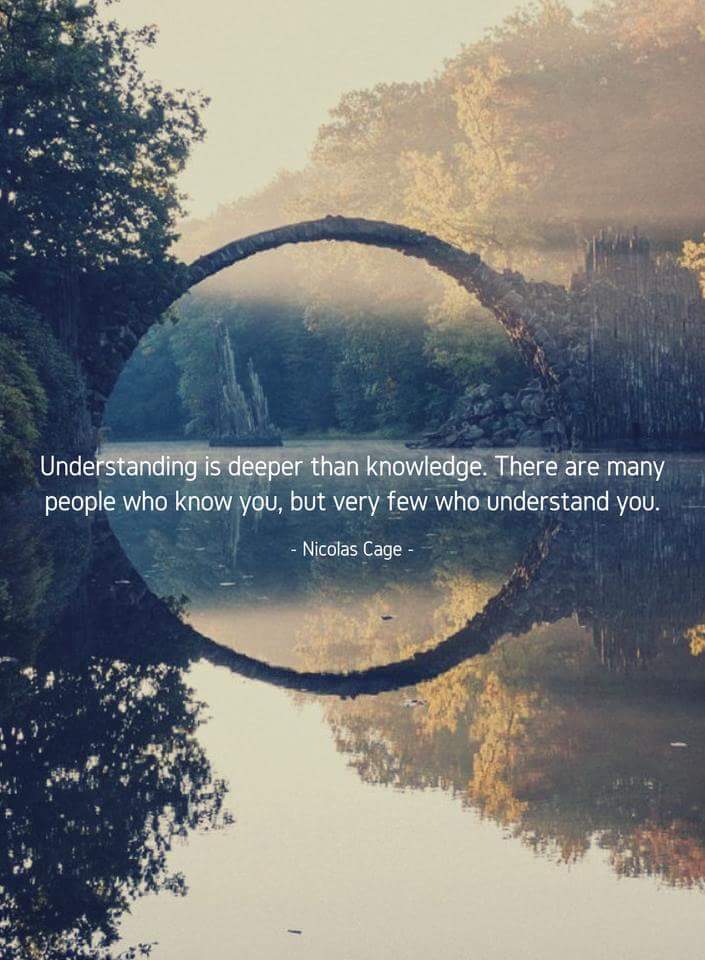 Understanding is deeper than knowledge. There are many
people who know you, but very few who understand you.
- Nicolas Cage -